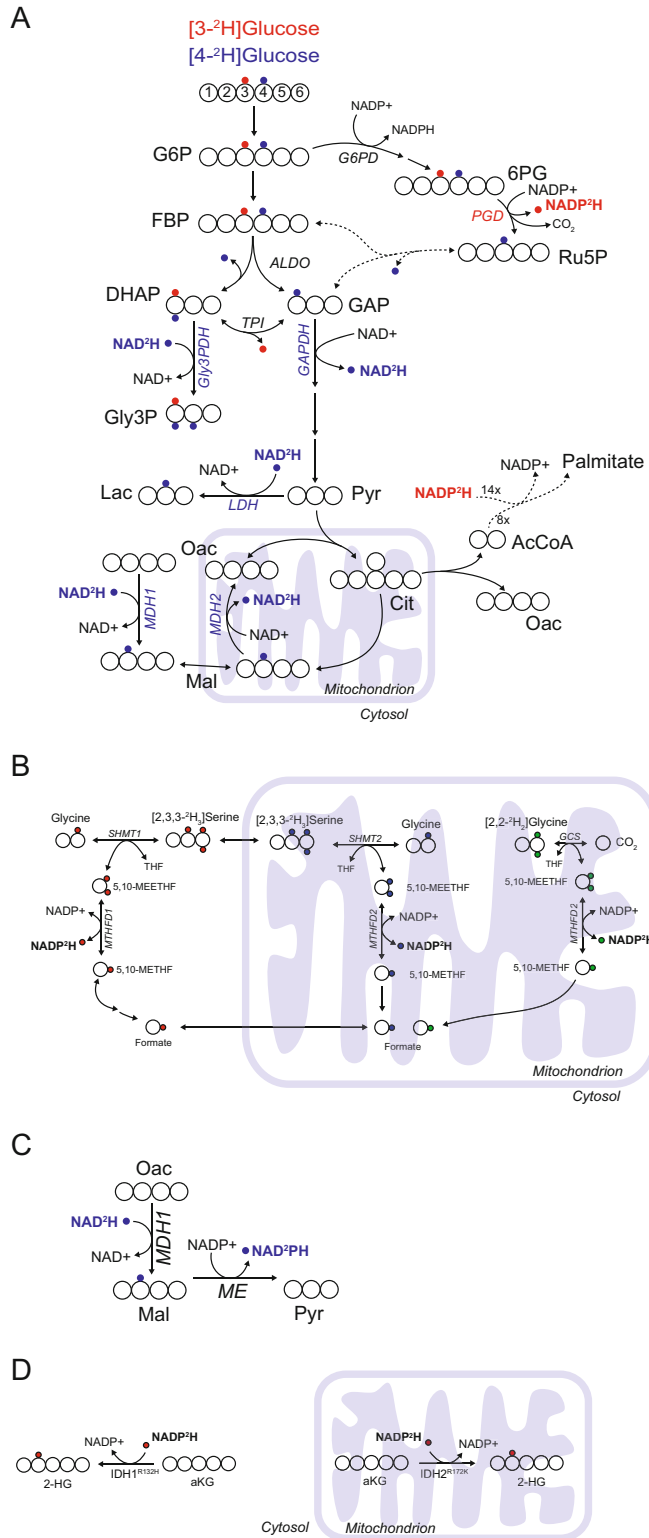 A
[3-²H]Glucose
[4-²H]Glucose
1 2 3 4 5 6
NADP+
NADPH
G6P
G6PD
6PG
NADP+
NADP²H
PGD
CO₂
FBP
Ru5P
ALDO
DHAP
GAP
TPI
NAD²H
Gly3PDH
GAPDH
NAD+
NAD+
NAD²H
Gly3P
NAD+
NAD²H
Lac
LDH
Pyr
NADP²H
14x
NADP+
Palmitate
8x
AcCoA
Oac
Oac
Cit
NAD²H
MDH1
NAD+
MDH2
NAD²H
NAD+
Mal
Mitochondrion
Cytosol
B
Glycine
SHMT1
[2,3,3-²H₃]Serine
[2,3,3-²H₃]Serine
SHMT2
Glycine
[2,2-²H₂]Glycine
GCS
CO₂
THF
THF
THF
5,10-MEETHF
5,10-MEETHF
5,10-MEETHF
NADP+
MTHFD1
NADP²H
MTHFD2
NADP+
NADP²H
MTHFD2
NADP+
NADP²H
5,10-METHF
5,10-METHF
5,10-METHF
Formate
Formate
Mitochondrion
Cytosol
C
Oac
NAD²H
MDH1
NAD+
NADP+
NAD²PH
Mal
ME
Pyr
D
NADP+
NADP²H
IDH1R132H
2-HG
aKG
NADP²H
NADP+
aKG
IDH2R172K
2-HG
Cytosol
Mitochondrion